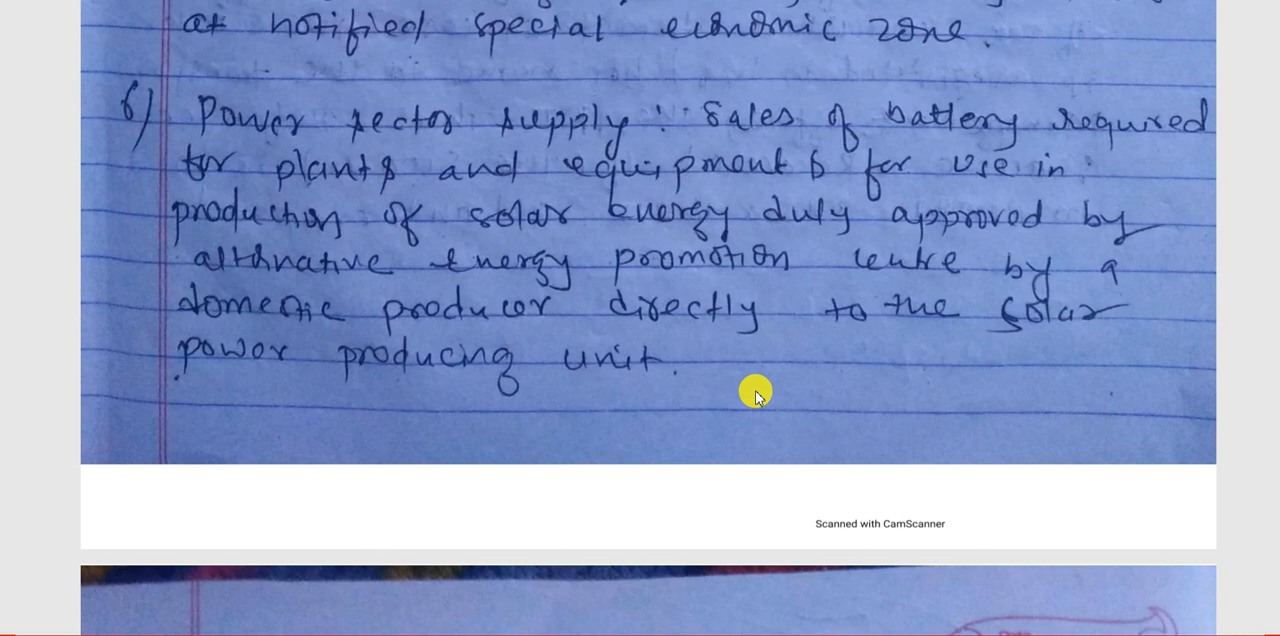 at notified special economic zone.
6) Power sector supply: Sales of battery required
for plants and equipments for use in
production of solar energy duly approved by
alternative energy promotion centre by a
domestic producer directly to the solar
power producing unit.
Scanned with CamScanner